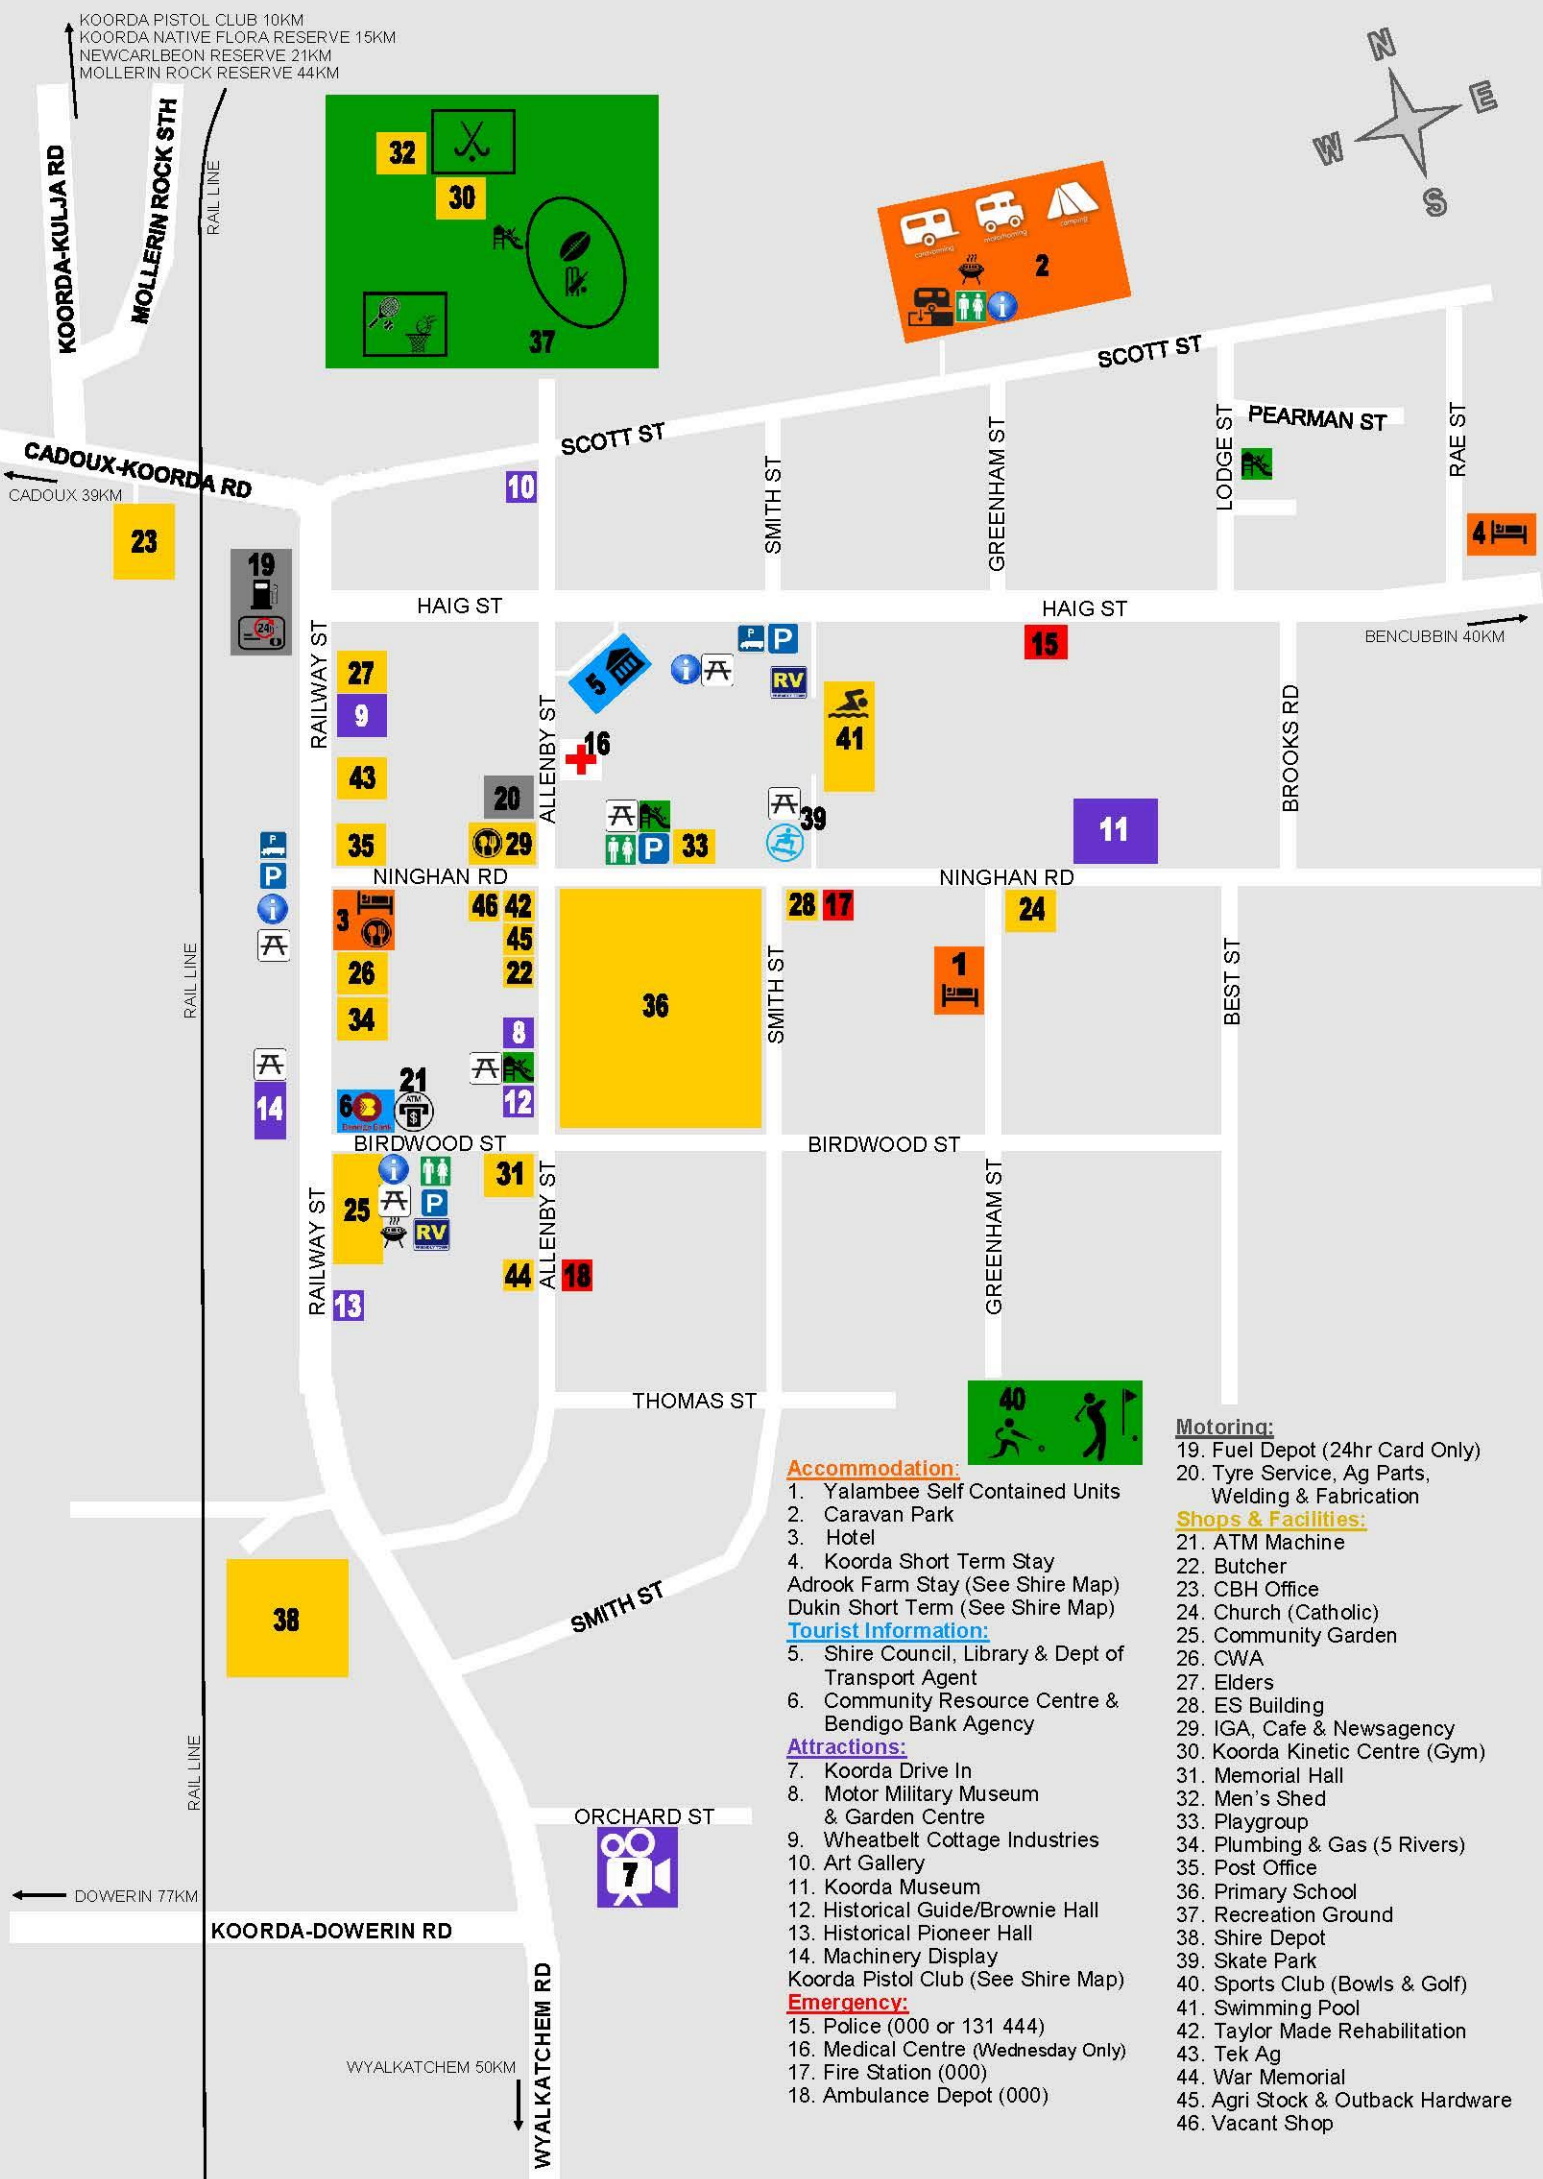 KOORDA PISTOL CLUB 10KM
KOORDA NATIVE FLORA RESERVE 15KM
NEWCARLBEON RESERVE 21KM
MOLLERIN ROCK RESERVE 44KM
N
E
W
S
KOORDA-KULJA RD
MOLLERIN ROCK STH
RAIL LINE
32
30
37
caravanning
motorhoming
camping
2
i
SCOTT ST
SCOTT ST
CADOUX-KOORDA RD
CADOUX 39KM
23
10
SMITH ST
GREENHAM ST
LODGE ST
PEARMAN ST
RAE ST
4
19
24h
HAIG ST
HAIG ST
BENCUBBIN 40KM
RAILWAY ST
27
9
43
35
ALLENBY ST
5
i
P
P
RV
15
16
41
BROOKS RD
20
29
P
33
39
11
P
P
i
NINGHAN RD
NINGHAN RD
3
46
42
45
22
26
34
36
28
17
24
1
SMITH ST
BEST ST
RAIL LINE
8
12
14
6
Bendigo Bank
21
ATM
$
BIRDWOOD ST
BIRDWOOD ST
25
i
P
RV
31
RAILWAY ST
ALLENBY ST
GREENHAM ST
44
18
13
THOMAS ST
40
38
SMITH ST
RAIL LINE
ORCHARD ST
7
DOWERIN 77KM
KOORDA-DOWERIN RD
WYALKATCHEM 50KM
WYALKATCHEM RD
Accommodation:
1. Yalambee Self Contained Units
2. Caravan Park
3. Hotel
4. Koorda Short Term Stay
Adrook Farm Stay (See Shire Map)
Dukin Short Term (See Shire Map)
Tourist Information:
5. Shire Council, Library & Dept of
Transport Agent
6. Community Resource Centre &
Bendigo Bank Agency
Attractions:
7. Koorda Drive In
8. Motor Military Museum
& Garden Centre
9. Wheatbelt Cottage Industries
10. Art Gallery
11. Koorda Museum
12. Historical Guide/Brownie Hall
13. Historical Pioneer Hall
14. Machinery Display
Koorda Pistol Club (See Shire Map)
Emergency:
15. Police (000 or 131 444)
16. Medical Centre (Wednesday Only)
17. Fire Station (000)
18. Ambulance Depot (000)
Motoring:
19. Fuel Depot (24hr Card Only)
20. Tyre Service, Ag Parts,
Welding & Fabrication
Shops & Facilities:
21. ATM Machine
22. Butcher
23. CBH Office
24. Church (Catholic)
25. Community Garden
26. CWA
27. Elders
28. ES Building
29. IGA, Cafe & Newsagency
30. Koorda Kinetic Centre (Gym)
31. Memorial Hall
32. Men's Shed
33. Playgroup
34. Plumbing & Gas (5 Rivers)
35. Post Office
36. Primary School
37. Recreation Ground
38. Shire Depot
39. Skate Park
40. Sports Club (Bowls & Golf)
41. Swimming Pool
42. Taylor Made Rehabilitation
43. Tek Ag
44. War Memorial
45. Agri Stock & Outback Hardware
46. Vacant Shop